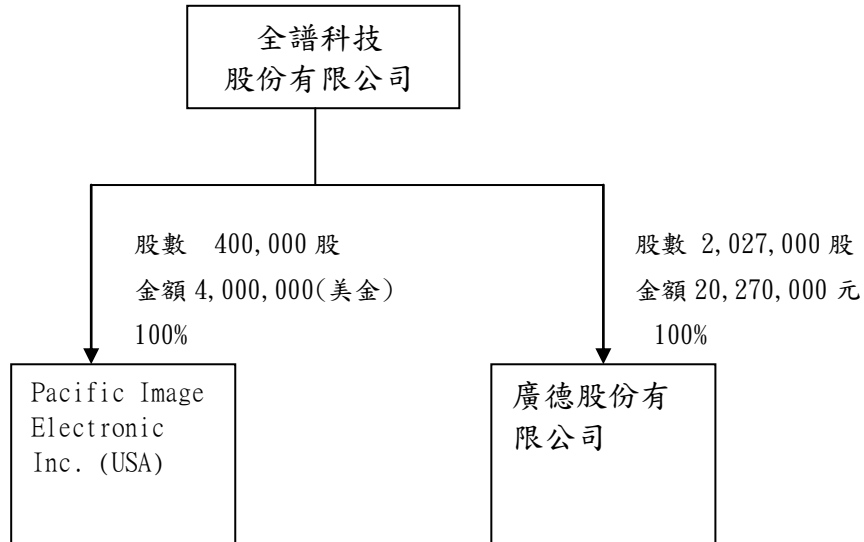 全譜科技
股份有限公司
股數 400,000 股
金額 4,000,000(美金)
100%
股數 2,027,000 股
金額 20,270,000 元
100%
Pacific Image
Electronic
Inc. (USA)
廣德股份有
限公司